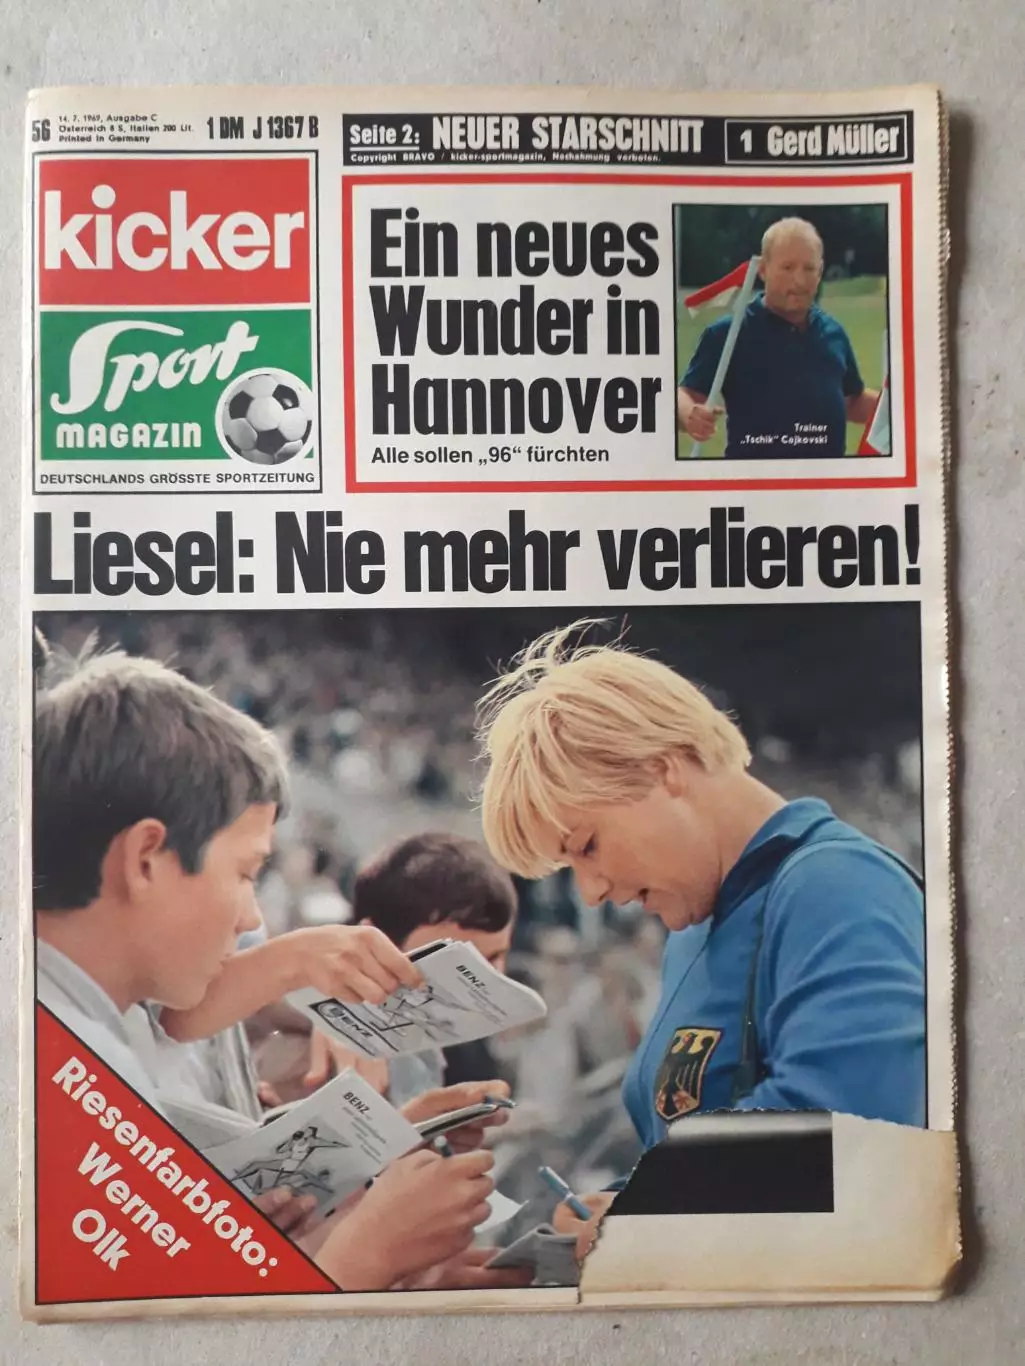 56
14. 7. 1969, Ausgabe C
Österreich 8 S, Italien 200 Lit.
Printed in Germany
1 DM J 1367 B
Seite 2: NEUER STARSCHNITT
Copyright BRAVO / kicker-sportmagazin, Nachahmung verboten.
1 Gerd Müller
kicker
Sport
MAGAZIN
DEUTSCHLANDS GRÖSSTE SPORTZEITUNG
Ein neues
Wunder in
Hannover
Alle sollen „96“ fürchten
Trainer
„Tschik“ Cajkovski
Liesel: Nie mehr verlieren!
BENZ
BENZ
BENZ
Riesenfarbfoto:
Werner
Olk